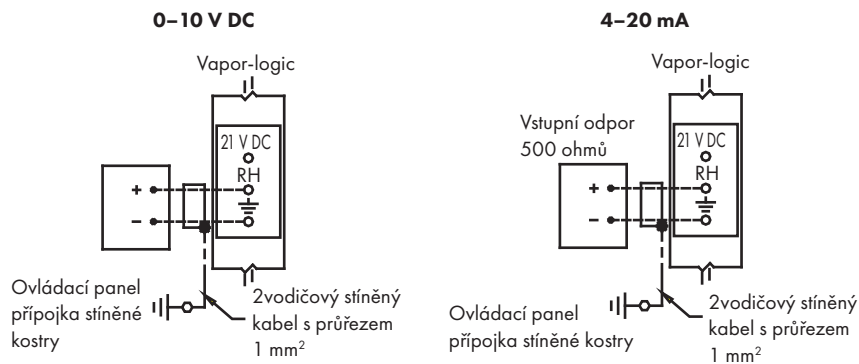 0–10 V DC
Vapor-logic
21 V DC
RH
+
–
Ovládací panel
přípojka stíněné
kostry
2vodičový stíněný
kabel s průřezem
1 mm²
4–20 mA
Vapor-logic
Vstupní odpor
500 ohmů
21 V DC
RH
+
–
Ovládací panel
přípojka stíněné kostry
2vodičový stíněný
kabel s průřezem
1 mm²